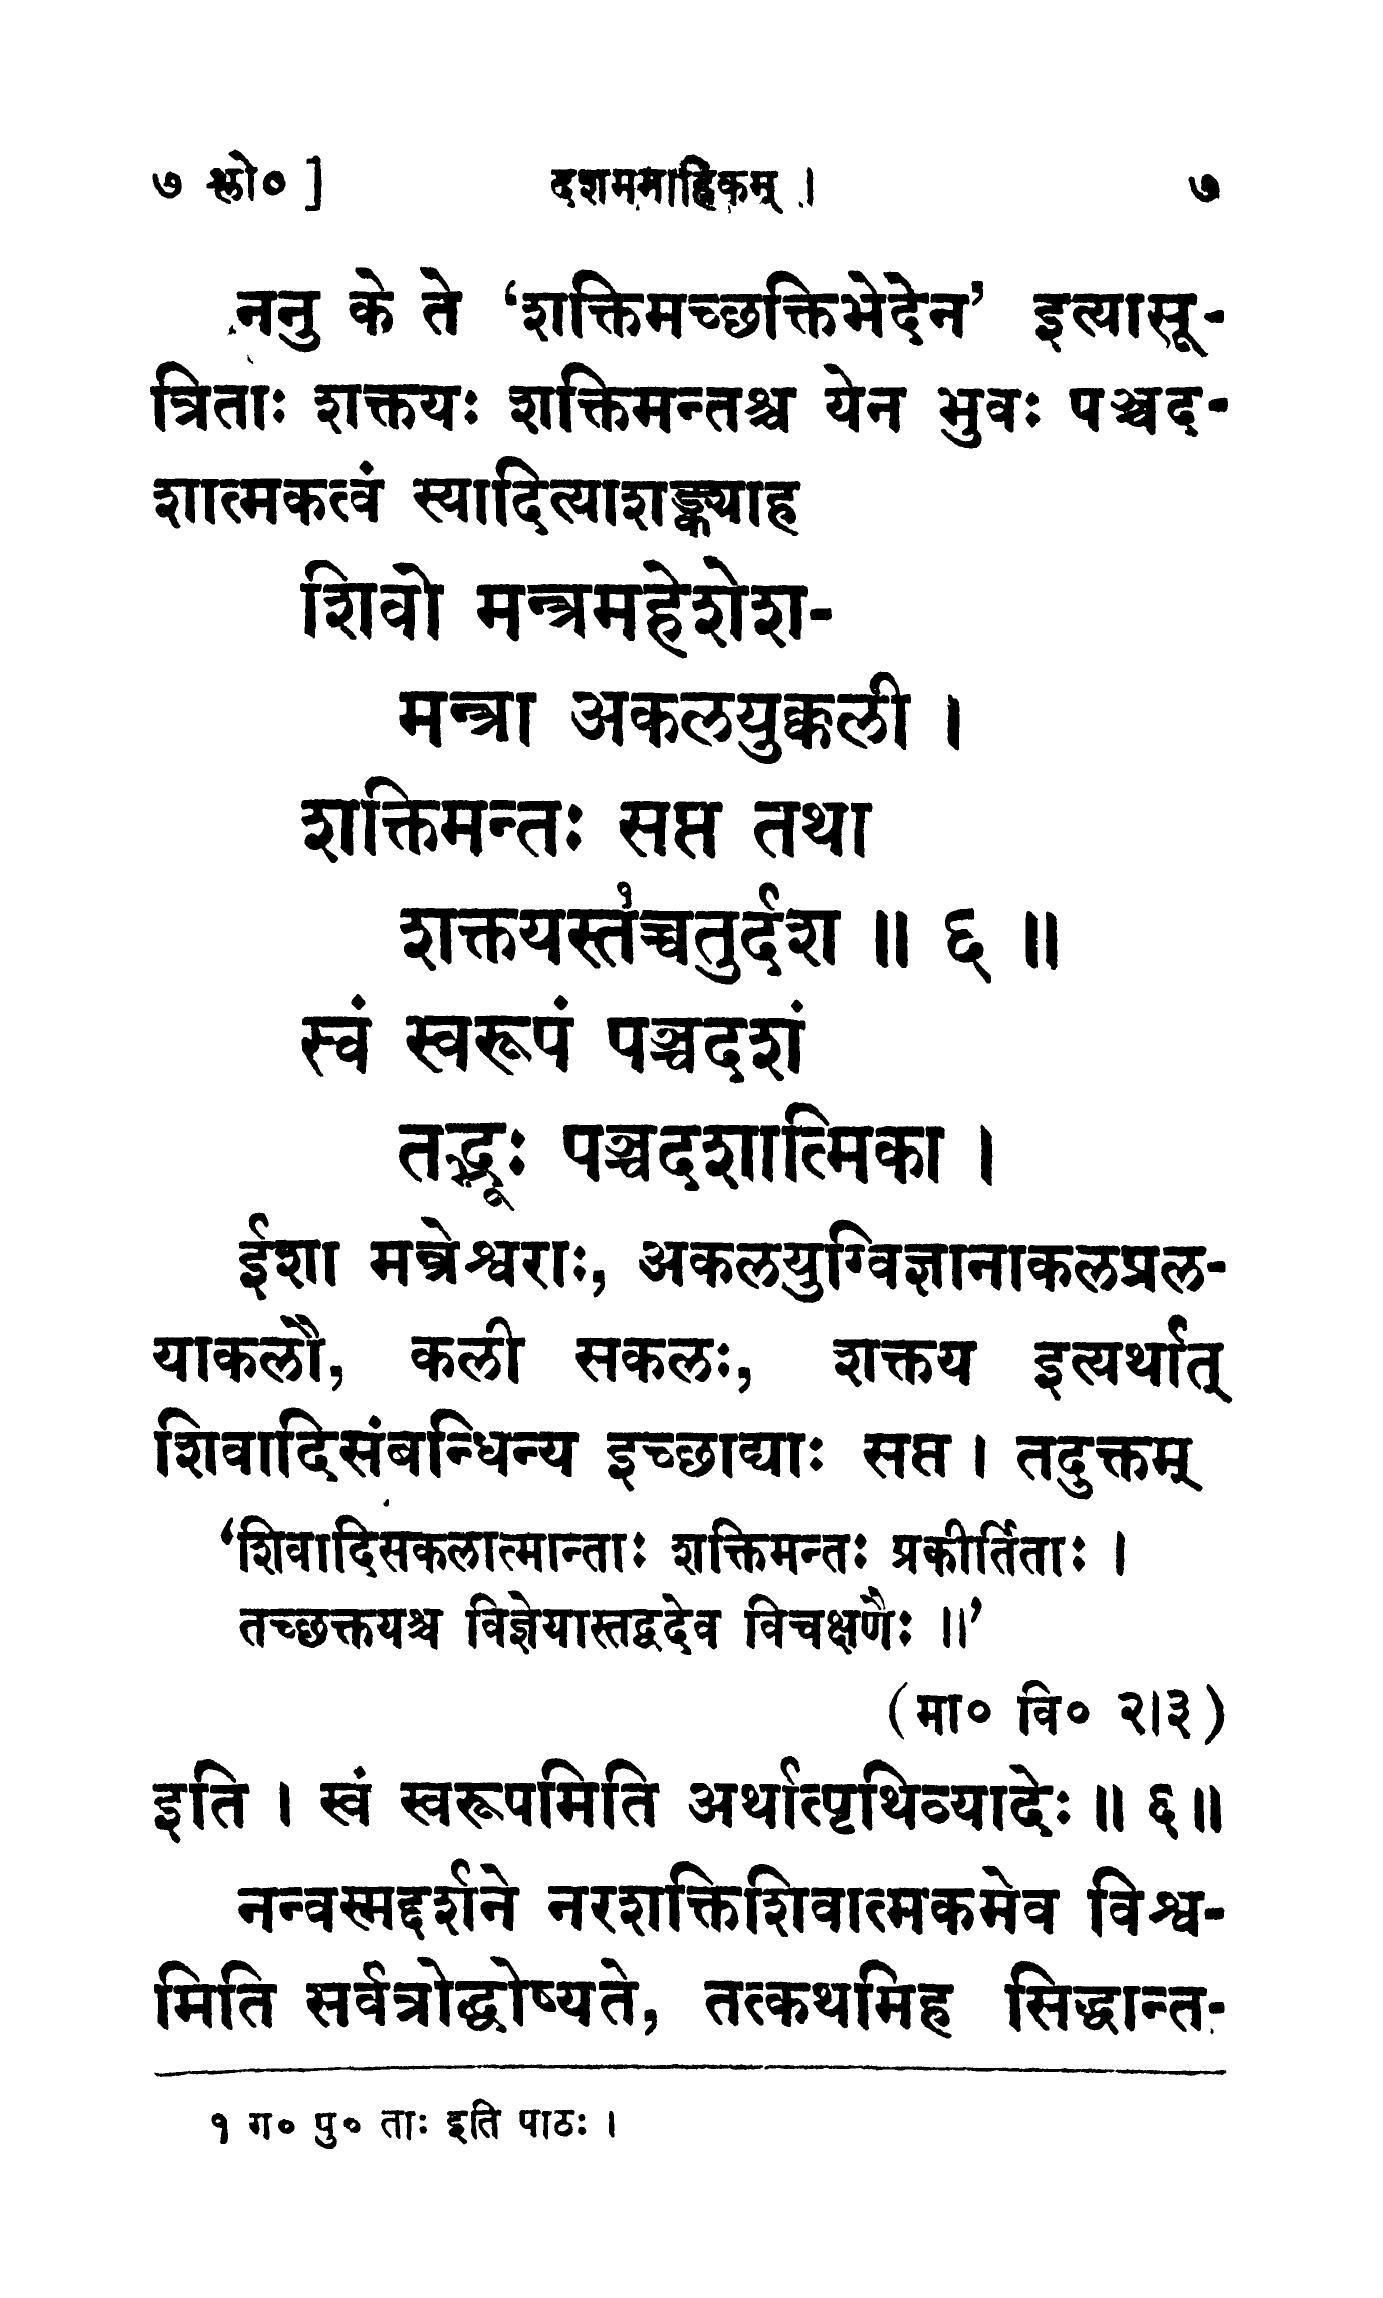 ७ श्लो० ] दशममाह्निकम् । ७
ननु के ते ‘शक्तिमच्छक्तिभेदेन’ इत्यासू-
त्रिताः शक्तयः शक्तिमन्तश्च येन भुवः पञ्चद-
शात्मकत्वं स्यादित्याशङ्क्याह
शिवो मन्त्रमहेशेश-
मन्त्रा अकलयुक्कली ।
शक्तिमन्तः सप्त तथा
शक्तयस्त१च्चतुर्दश ॥ ६ ॥
स्वं स्वरूपं पञ्चदशं
तद्भूः पञ्चदशात्मिका ।
ईशा मन्त्रेश्वराः, अकलयुग्विज्ञानाकलप्रल-
याकलौ, कली सकलः, शक्तय इत्यर्थात्
शिवादिसंबन्धिन्य इच्छाद्याः सप्त । तदुक्तम्
‘शिवादिसकलात्मान्ताः शक्तिमन्तः प्रकीर्तिताः ।
तच्छक्तयश्च विज्ञेयास्तद्वदेव विचक्षणैः ॥’
(मा० वि० २।३)
इति । स्वं स्वरूपमिति अर्थात्पृथिव्यादेः ॥ ६॥
नन्वस्मद्दर्शने नरशक्तिशिवात्मकमेव विश्व-
मिति सर्वत्रोद्घोष्यते, तत्कथमिह सिद्धान्त-
१ ग० पु० ताः इति पाठः ।